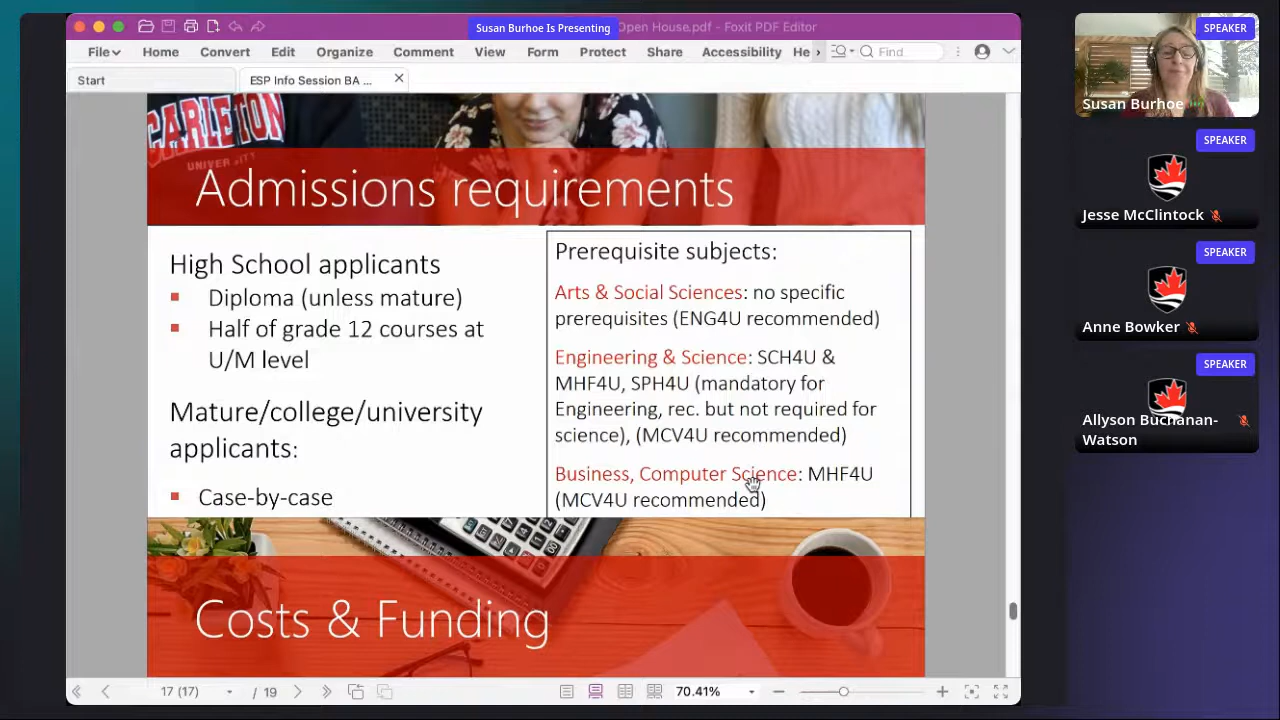 Susan Burhoe Is Presenting
Open House.pdf - Foxit PDF Editor
File Home Convert Edit Organize Comment View Form Protect Share Accessibility He Find
Start
ESP Info Session BA ...
CARLETON
UNIVERSITY
Admissions requirements
High School applicants
Diploma (unless mature)
Half of grade 12 courses at
U/M level
Mature/college/university
applicants:
Case-by-case
Prerequisite subjects:
Arts & Social Sciences: no specific
prerequisites (ENG4U recommended)
Engineering & Science: SCH4U &
MHF4U, SPH4U (mandatory for
Engineering, rec. but not required for
science), (MCV4U recommended)
Business, Computer Science: MHF4U
(MCV4U recommended)
Costs & Funding
17 (17) / 19
70.41%
SPEAKER
Susan Burhoe
SPEAKER
Jesse McClintock
SPEAKER
Anne Bowker
SPEAKER
Allyson Buchanan-
Watson